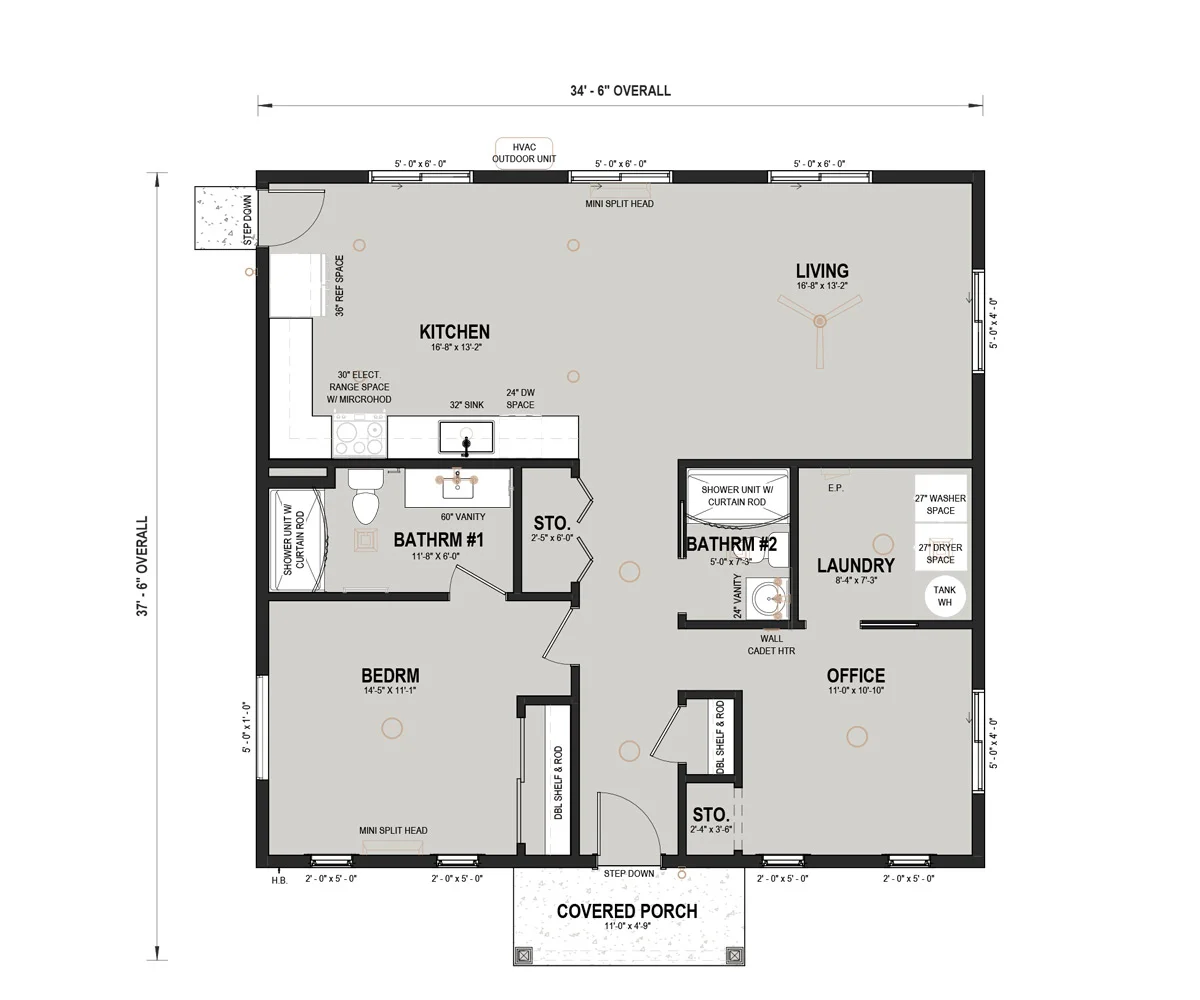 34' - 6" OVERALL
HVAC
OUTDOOR UNIT
5' - 0" x 6' - 0"
5' - 0" x 6' - 0"
5' - 0" x 6' - 0"
MINI SPLIT HEAD
STEP DOWN
36" REF SPACE
LIVING
16'-8" x 13'-2"
5' - 0" x 4' - 0"
KITCHEN
16'-8" x 13'-2"
30" ELECT.
RANGE SPACE
W/ MIRCROHOD
32" SINK
24" DW
SPACE
37' - 6" OVERALL
SHOWER UNIT W/
CURTAIN ROD
60" VANITY
BATHRM #1
11'-8" X 6'-0"
STO.
2'-5" x 6'-0"
SHOWER UNIT W/
CURTAIN ROD
BATHRM #2
5'-0" x 7'-3"
24" VANITY
E.P.
27" WASHER
SPACE
27" DRYER
SPACE
LAUNDRY
8'-4" x 7'-3"
TANK
WH
WALL
CADET HTR
BEDRM
14'-5" X 11'-1"
OFFICE
11'-0" x 10'-10"
5' - 0" x 1' - 0"
DBL SHELF & ROD
DBL SHELF & ROD
5' - 0" x 4' - 0"
STO.
2'-4" x 3'-6"
MINI SPLIT HEAD
H.B.
2' - 0" x 5' - 0"
2' - 0" x 5' - 0"
STEP DOWN
2' - 0" x 5' - 0"
2' - 0" x 5' - 0"
COVERED PORCH
11'-0" x 4'-9"